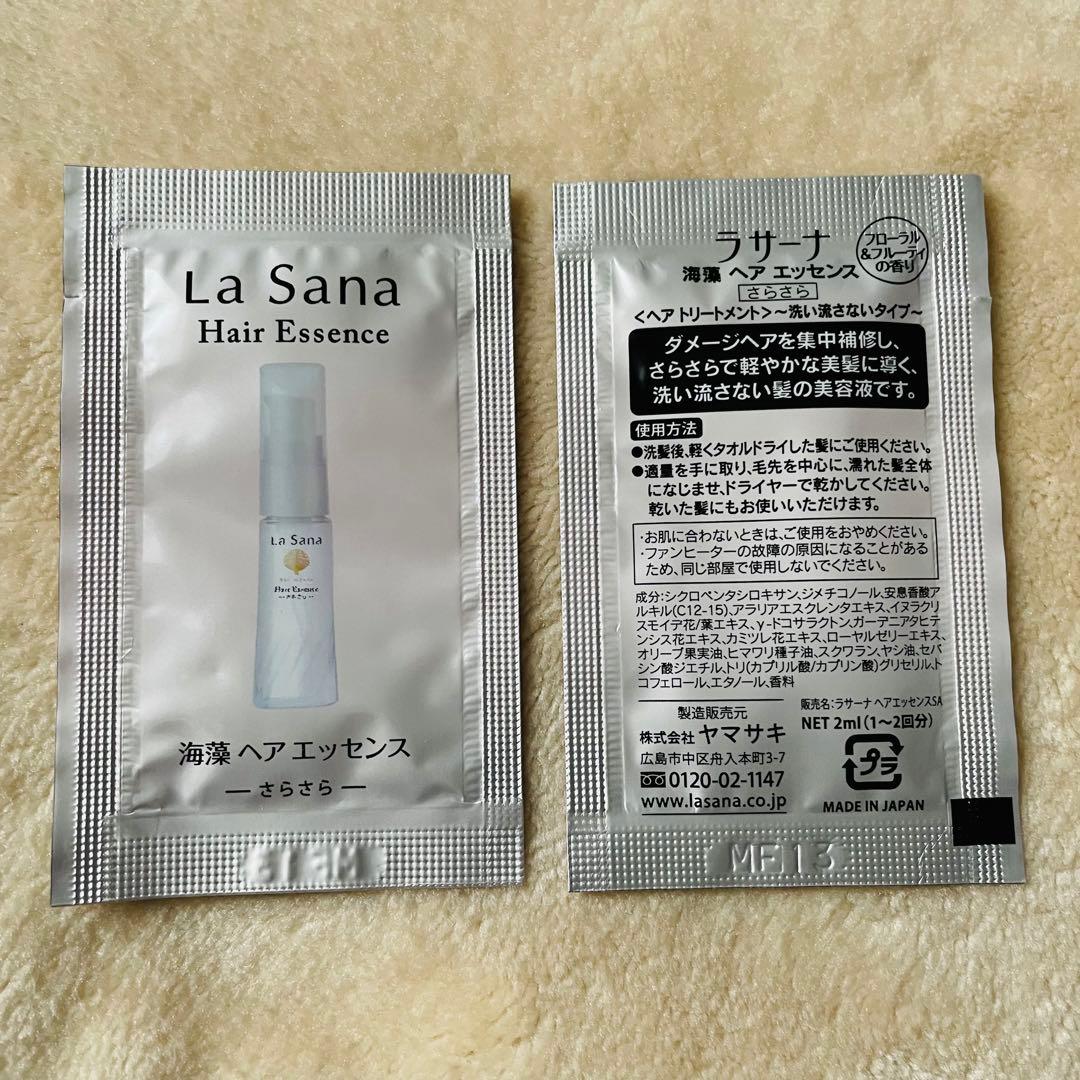 La Sana
Hair Essence
La Sana
Hair Essence
海藻 ヘア エッセンス
— さらさら —
ラサーナ
海藻 ヘア エッセンス
さらさら
フローラル
&フルーティ
の香り
<ヘア トリートメント>～洗い流さないタイプ～
ダメージヘアを集中補修し、
さらさらで軽やかな美髪に導く、
洗い流さない髪の美容液です。
使用方法
●洗髪後、軽くタオルドライした髪にご使用ください。
●適量を手に取り、毛先を中心に、濡れた髪全体
になじませ、ドライヤーで乾かしてください。
乾いた髪にもお使いいただけます。
・お肌に合わないときは、ご使用をおやめください。
・ファンヒーターの故障の原因になることがある
ため、同じ部屋で使用しないでください。
成分:シクロペンタシロキサン、ジメチコノール、安息香酸ア
ルキル(C12-15)、アラリアエスクレンタエキス、イヌラクリ
スモイデ花/葉エキス、γ-ドコサラクトン、ガーデニアタヒテ
ンシス花エキス、カミツレ花エキス、ローヤルゼリーエキス、
オリーブ果実油、ヒマワリ種子油、スクワラン、ヤシ油、セバ
シン酸ジエチル、トリ(カプリル酸/カプリン酸)グリセリル、ト
コフェロール、エタノール、香料
販売名:ラサーナ ヘアエッセンスSA
NET 2ml(1～2回分)
製造販売元
株式会社 ヤマサキ
広島市中区舟入本町3-7
0120-02-1147
www.lasana.co.jp
プラ
MADE IN JAPAN
MF13